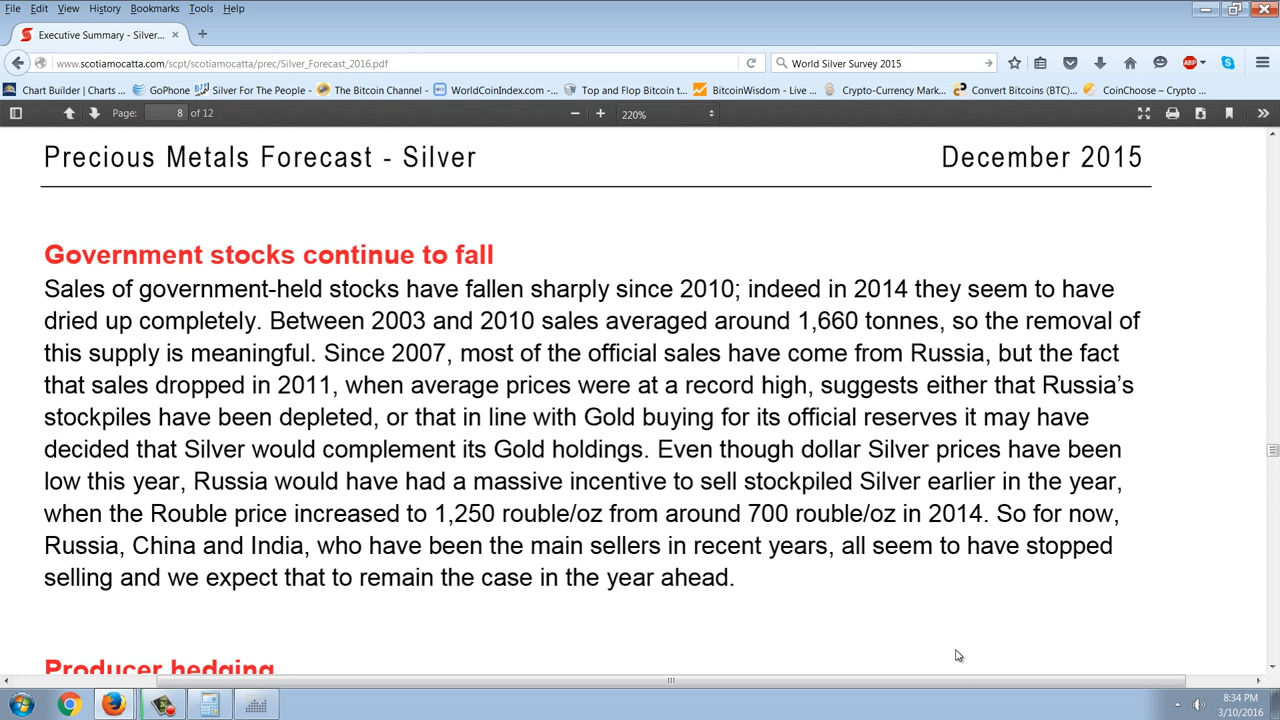 File Edit View History Bookmarks Tools Help
Executive Summary - Silver...
www.scotiamocatta.com/scpt/scotiamocatta/prec/Silver_Forecast_2016.pdf
World Silver Survey 2015
ABP
Chart Builder | Charts ...
GoPhone
Silver For The People - ...
The Bitcoin Channel - ...
WorldCoinIndex.com - ...
Top and Flop Bitcoin t...
BitcoinWisdom - Live ...
Crypto-Currency Mark...
Convert Bitcoins (BTC)...
CoinChoose – Crypto ...
Page: 8 of 12
220%
Precious Metals Forecast - Silver December 2015
Government stocks continue to fall
Sales of government-held stocks have fallen sharply since 2010; indeed in 2014 they seem to have
dried up completely. Between 2003 and 2010 sales averaged around 1,660 tonnes, so the removal of
this supply is meaningful. Since 2007, most of the official sales have come from Russia, but the fact
that sales dropped in 2011, when average prices were at a record high, suggests either that Russia's
stockpiles have been depleted, or that in line with Gold buying for its official reserves it may have
decided that Silver would complement its Gold holdings. Even though dollar Silver prices have been
low this year, Russia would have had a massive incentive to sell stockpiled Silver earlier in the year,
when the Rouble price increased to 1,250 rouble/oz from around 700 rouble/oz in 2014. So for now,
Russia, China and India, who have been the main sellers in recent years, all seem to have stopped
selling and we expect that to remain the case in the year ahead.
Producer hedging
8:34 PM
3/10/2016